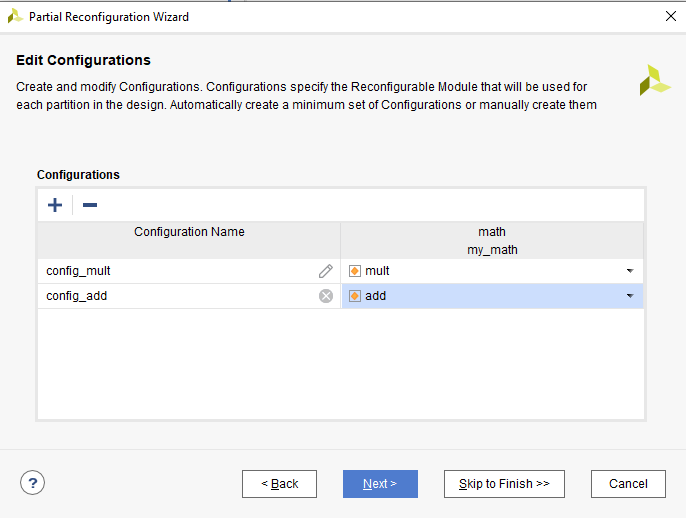 Partial Reconfiguration Wizard
Edit Configurations
Create and modify Configurations. Configurations specify the Reconfigurable Module that will be used for
each partition in the design. Automatically create a minimum set of Configurations or manually create them
Configurations
Configuration Name
math
my_math
config_mult
mult
config_add
add
?
< Back
Next >
Skip to Finish >>
Cancel